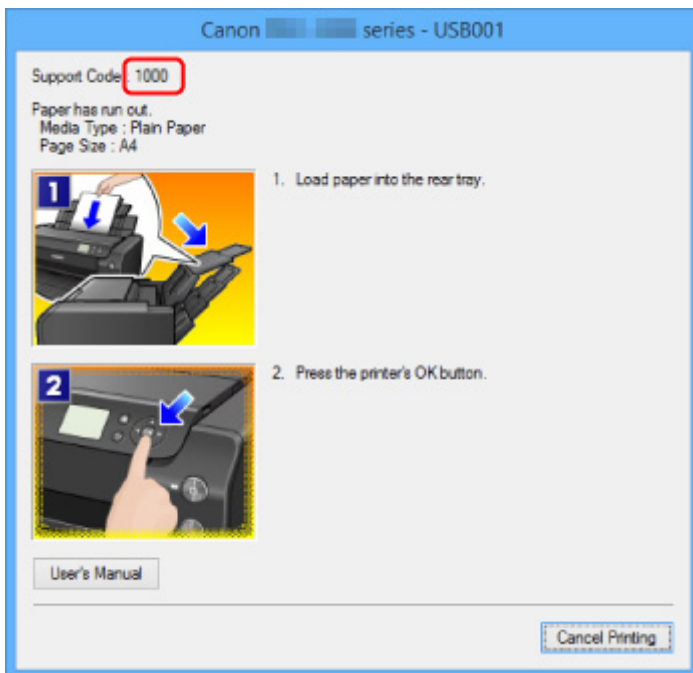 Canon series - USB001
Support Code : 1000
Paper has run out.
Media Type : Plain Paper
Page Size : A4
1
1. Load paper into the rear tray.
2
2. Press the printer's OK button.
User's Manual
Cancel Printing